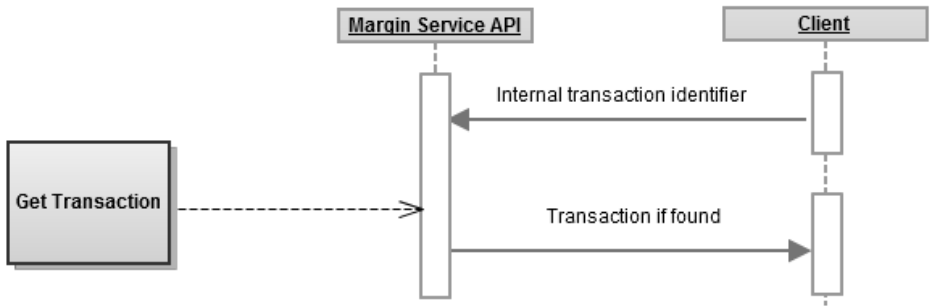 Margin Service API
Client
Internal transaction identifier
Get Transaction
Transaction if found